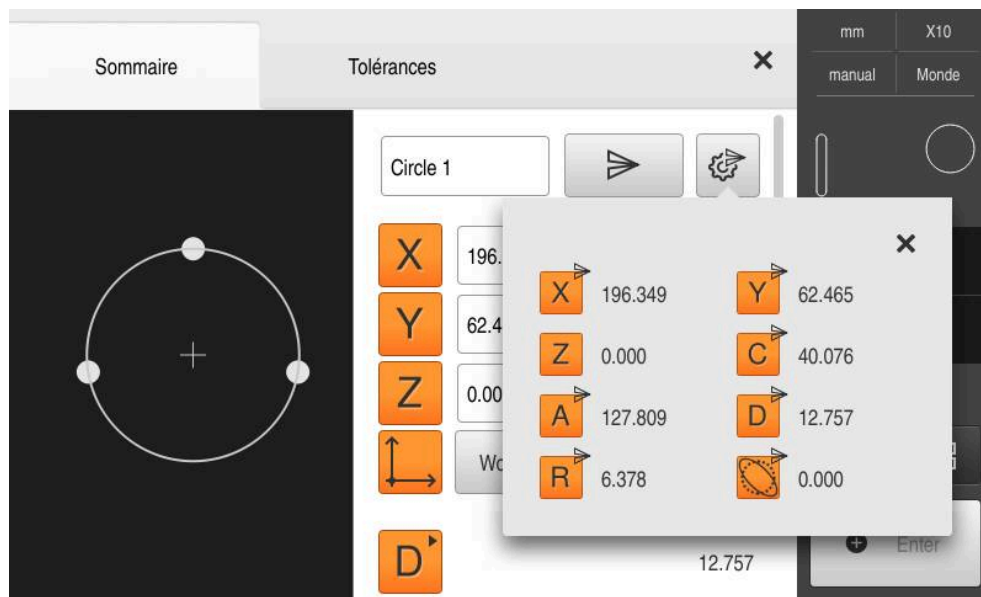 Sommaire
Tolérances
mm
X10
manual
Monde
Circle 1
X
196.
Y
62.4
Z
0.00
Wo
D
12.757
X 196.349
Y 62.465
Z 0.000
C 40.076
A 127.809
D 12.757
R 6.378
0.000
Enter